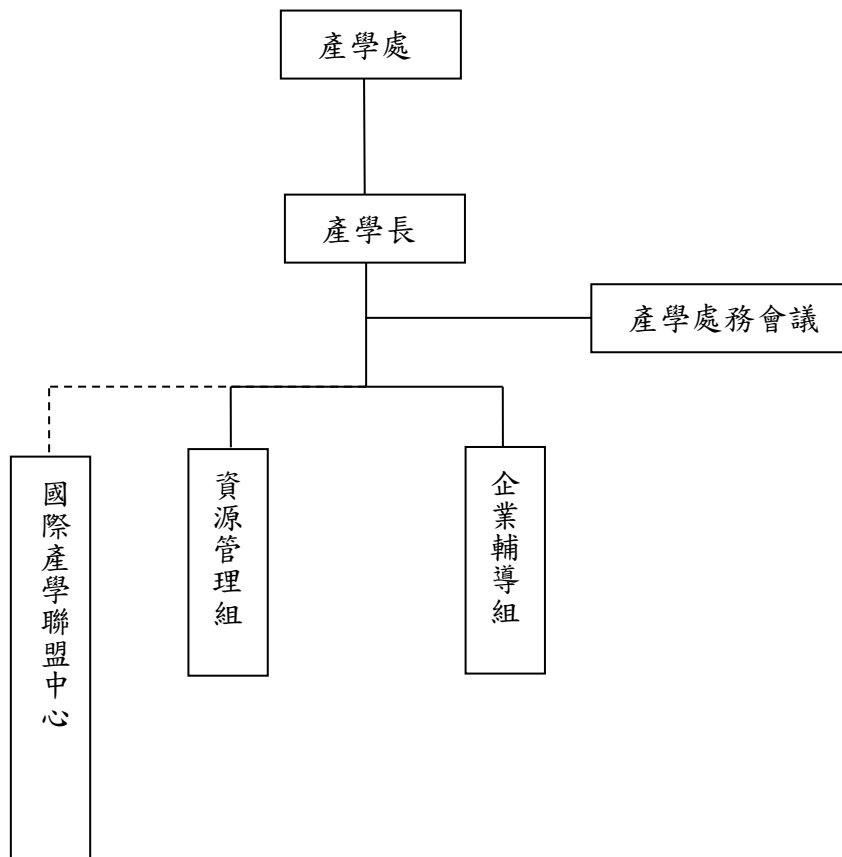 產學處
產學長
產學處務會議
國際產學聯盟中心
資源管理組
企業輔導組